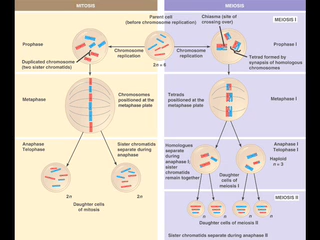 MITOSIS
MEIOSIS
Parent cell
(before chromosome replication)
Chiasma (site of
crossing over)
MEIOSIS I
Prophase
Chromosome
replication
Chromosome
replication
Prophase I
Duplicated chromosome
(two sister chromatids)
2n = 6
Tetrad formed by
synapsis of homologous
chromosomes
Metaphase
Chromosomes
positioned at the
metaphase plate
Tetrads
positioned at the
metaphase plate
Metaphase I
Anaphase
Telophase
Sister chromatids
separate during
anaphase
Homologues
separate
during
anaphase I;
sister
chromatids
remain together
Anaphase I
Telophase I
Haploid
n = 3
Daughter
cells of
meiosis I
2n
2n
Daughter cells
of mitosis
MEIOSIS II
n
n
n
n
Daughter cells of meiosis II
Sister chromatids separate during anaphase II